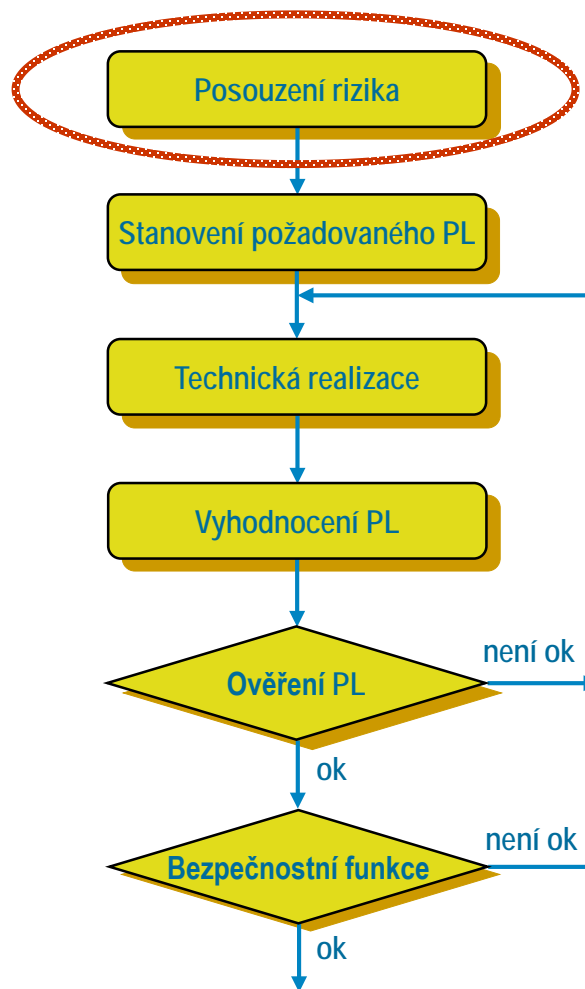 Posouzení rizika
Stanovení požadovaného PL
Technická realizace
Vyhodnocení PL
Ověření PL
není ok
ok
Bezpečnostní funkce
není ok
ok